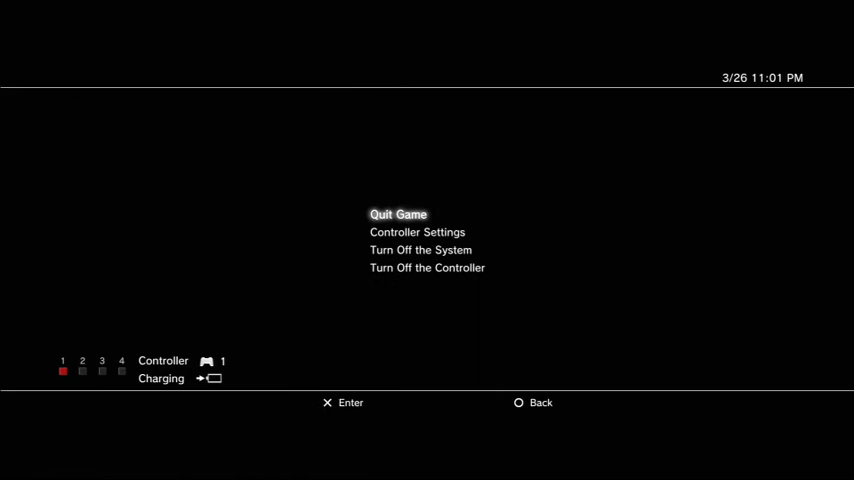 3/26 11:01 PM
Quit Game
Controller Settings
Turn Off the System
Turn Off the Controller
1 2 3 4 Controller 1
Charging
X Enter O Back